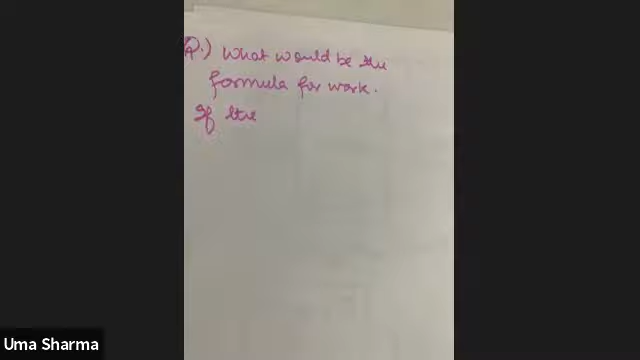 Q.) What would be the
formula for work.
If the
Uma Sharma